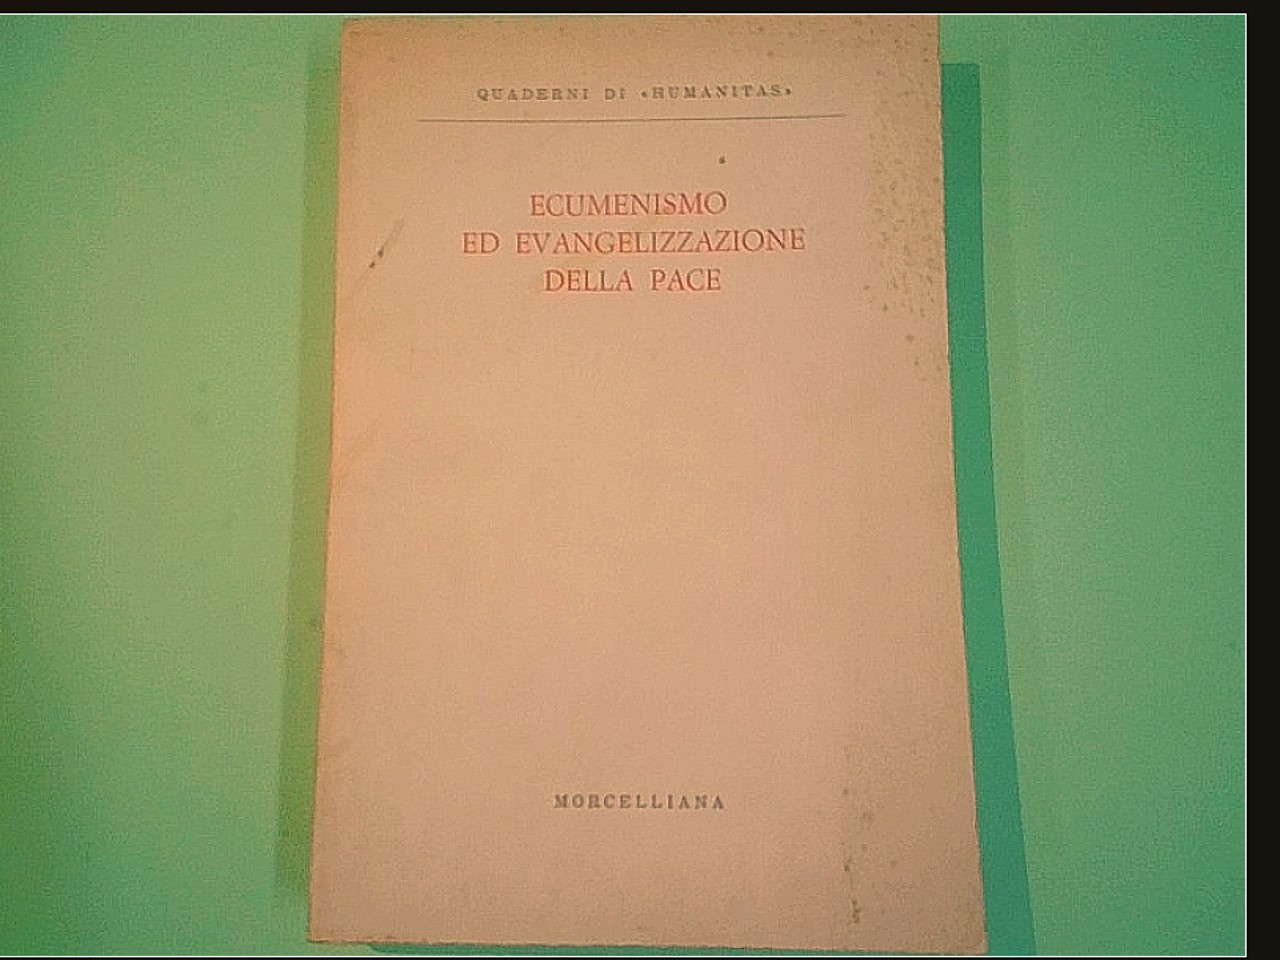 QUADERNI DI «HUMANITAS»
ECUMENISMO
ED EVANGELIZZAZIONE
DELLA PACE
MORCELLIANA